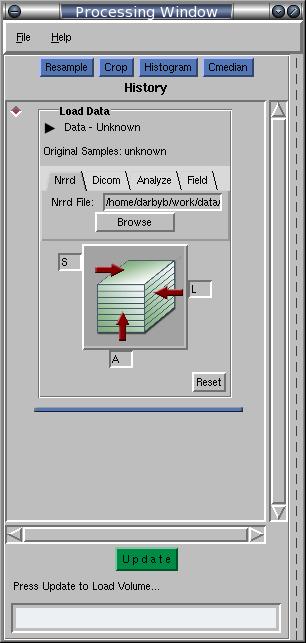 Processing Window
File Help
Resample Crop Histogram Cmedian
History
Load Data
Data - Unknown
Original Samples: unknown
Nrrd Dicom Analyze Field
Nrrd File: /home/darbyb/work/data/
Browse
S
L
A
Reset
Update
Press Update to Load Volume...